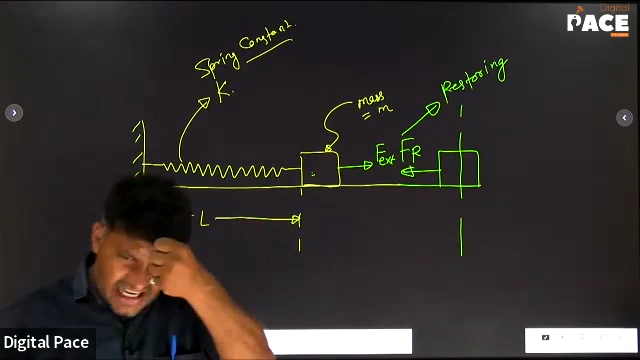 Digital
PACE
Spring Constant.
K.
mass
= m
Restoring
Fext
FR
L
Digital Pace